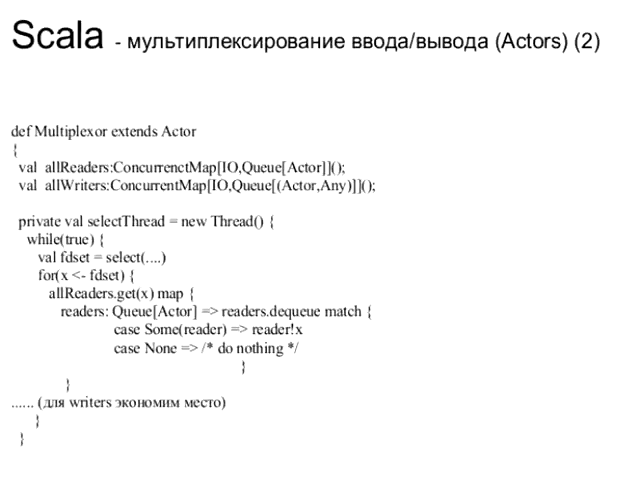 Scala - мультиплексирование ввода/вывода (Actors) (2)
def Multiplexor extends Actor
{
val allReaders:ConcurrenctMap[IO,Queue[Actor]]();
val allWriters:ConcurrentMap[IO,Queue[(Actor,Any)]]();
private val selectThread = new Thread() {
while(true) {
val fdset = select(....)
for(x <- fdset) {
allReaders.get(x) map {
readers: Queue[Actor] => readers.dequeue match {
case Some(reader) => reader!x
case None => /* do nothing */
}
}
...... (для writers экономим место)
}
}